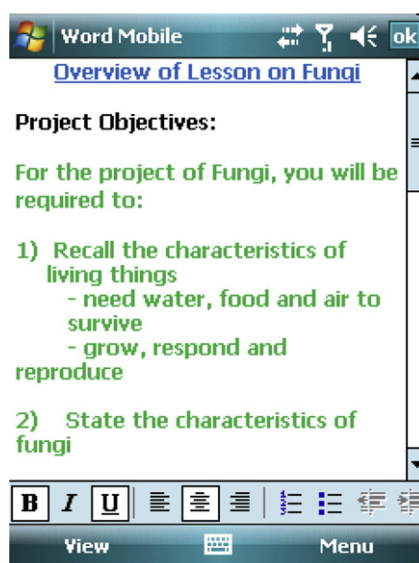 Word Mobile
ok
Overview of Lesson on Fungi
Project Objectives:
For the project of Fungi, you will be
required to:
1) Recall the characteristics of
living things
- need water, food and air to
survive
- grow, respond and
reproduce
2) State the characteristics of
fungi
B I U
View Menu